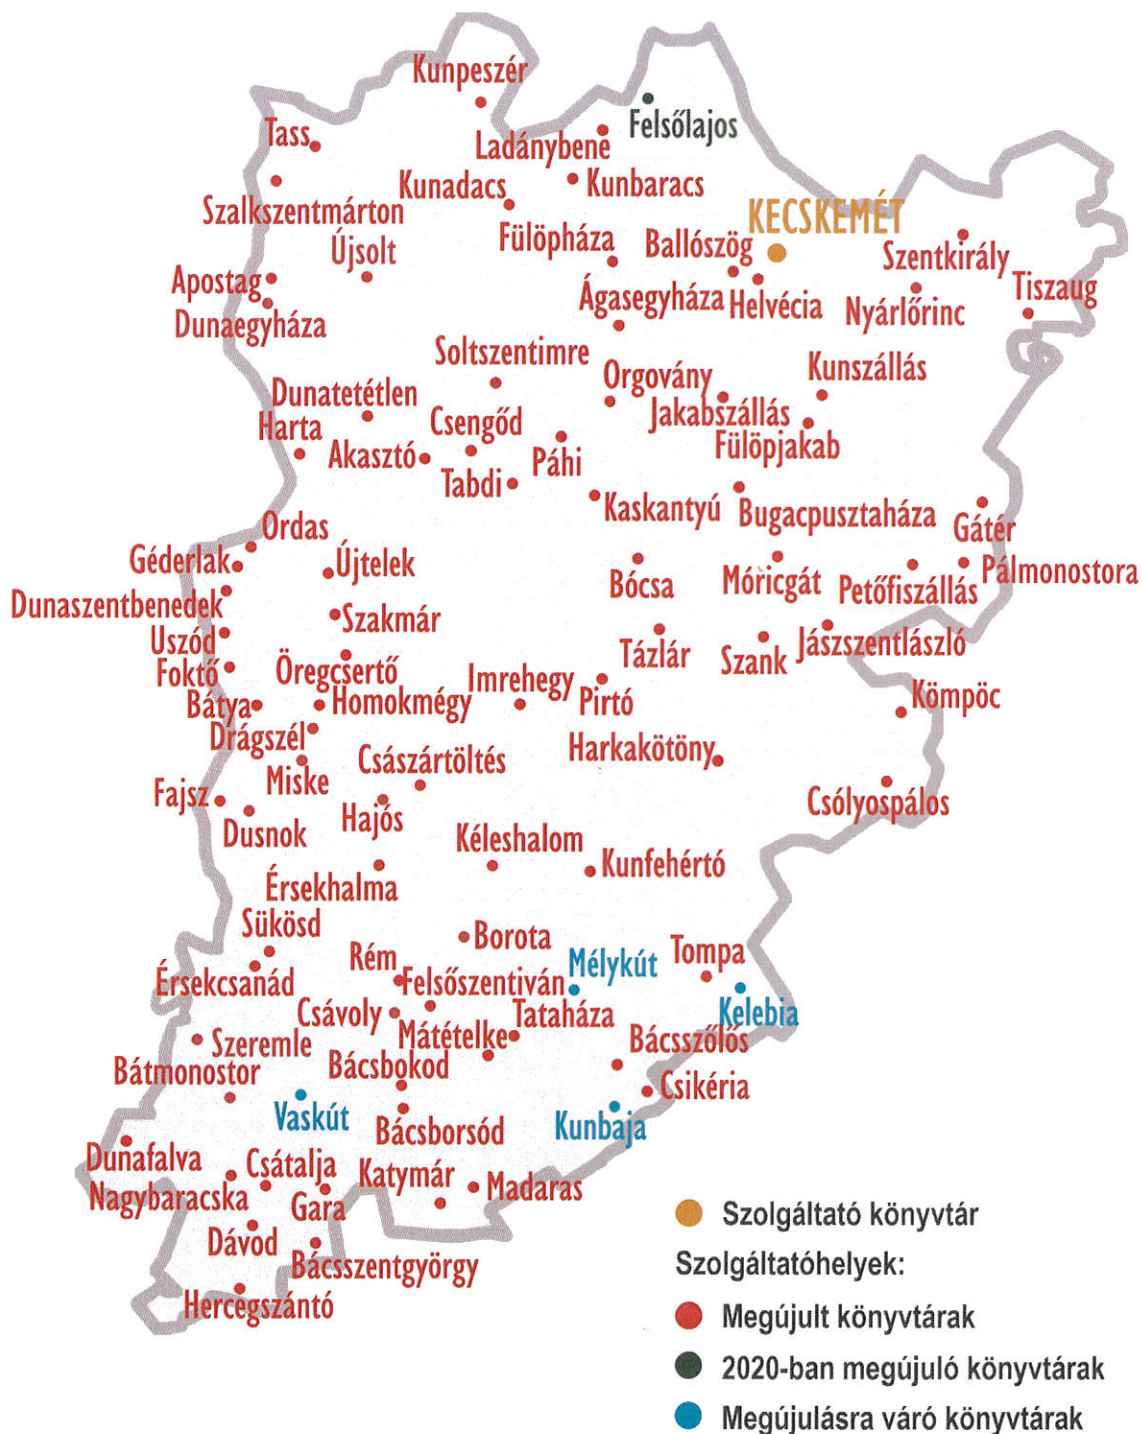 Kunpeszér
Felsőlajos
Tass
Ladánybene
Kunadacs
Kunbaracs
Szalkszentmárton
KECSKEMÉT
Újsolt
Fülöpháza
Ballószög
Szentkirály
Apostag
Ágasegyháza
Helvécia
Nyárlőrinc
Tiszaug
Dunaegyháza
Soltszentimre
Kunszállás
Orgovány
Dunatetétlen
Jakabszállás
Harta
Csengőd
Fülöpjakab
Akasztó
Páhi
Tabdi
Kaskantyú
Bugacpusztaháza
Gátér
Ordas
Géderlak
Újtelek
Bócsa
Móricgát
Petőfiszállás
Pálmonostora
Dunaszentbenedek
Szakmár
Uszód
Jászszentlászló
Foktő
Öregcsertő
Tázlár
Szank
Imrehegy
Bátya
Homokmégy
Pirtó
Kömpöc
Drágszél
Harkakötöny
Császártöltés
Miske
Fajsz
Csólyospálos
Hajós
Dusnok
Kéleshalom
Kunfehértó
Érsekhalma
Sükösd
Borota
Rém
Mélykút
Tompa
Érsekcsanád
Felsőszentiván
Kelebia
Csávoly
Tataháza
Mátételke
Bácsszőlős
Szeremle
Bácsbokod
Bátmonostor
Csikéria
Vaskút
Bácsborsód
Kunbaja
Dunafalva
Csátalja
Katymár
Nagybaracska
Madaras
Gara
Dávod
Bácsszentgyörgy
Hercegszántó
Szolgáltató könyvtár
Szolgáltatóhelyek:
Megújult könyvtárak
2020-ban megújuló könyvtárak
Megújulásra váró könyvtárak